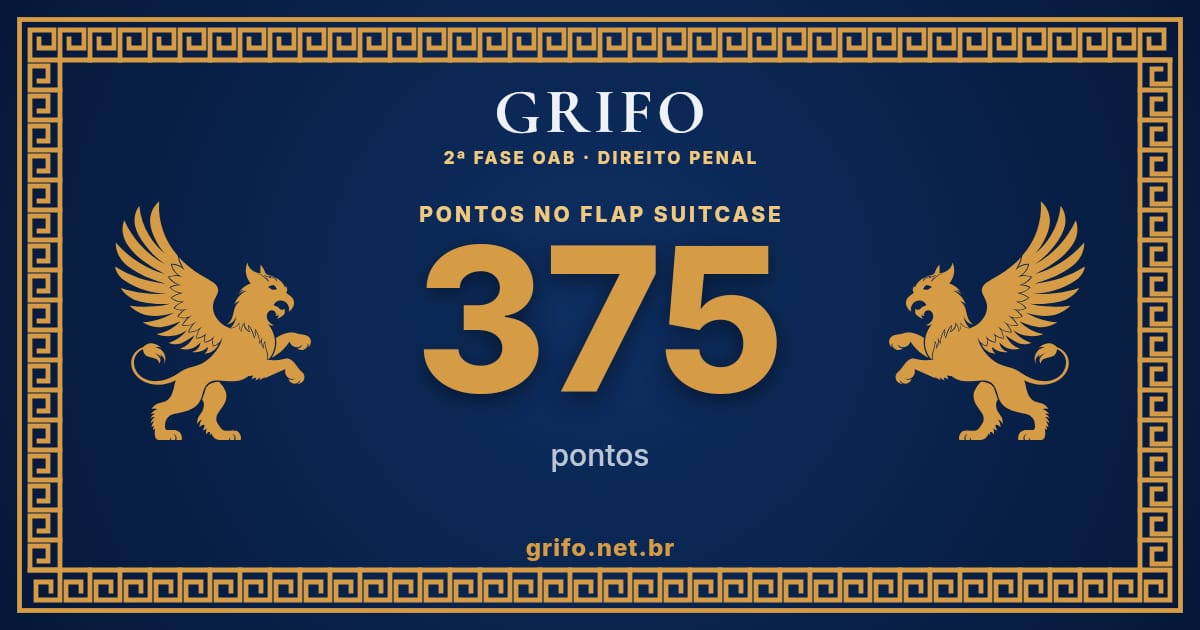 GRIFO
2ª FASE OAB · DIREITO PENAL
PONTOS NO FLAP SUITCASE
375
pontos
grifo.net.br